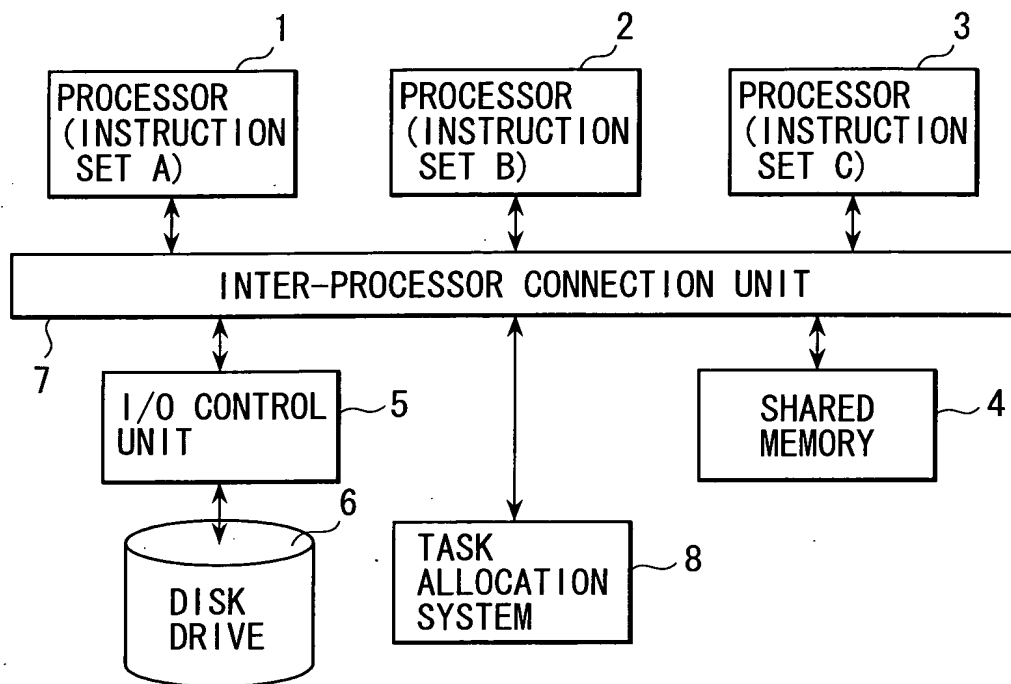 1
2
3
PROCESSOR
(INSTRUCTION
SET A)
PROCESSOR
(INSTRUCTION
SET B)
PROCESSOR
(INSTRUCTION
SET C)
INTER-PROCESSOR CONNECTION UNIT
7
I/O CONTROL
UNIT
5
SHARED
MEMORY
4
6
DISK
DRIVE
TASK
ALLOCATION
SYSTEM
8